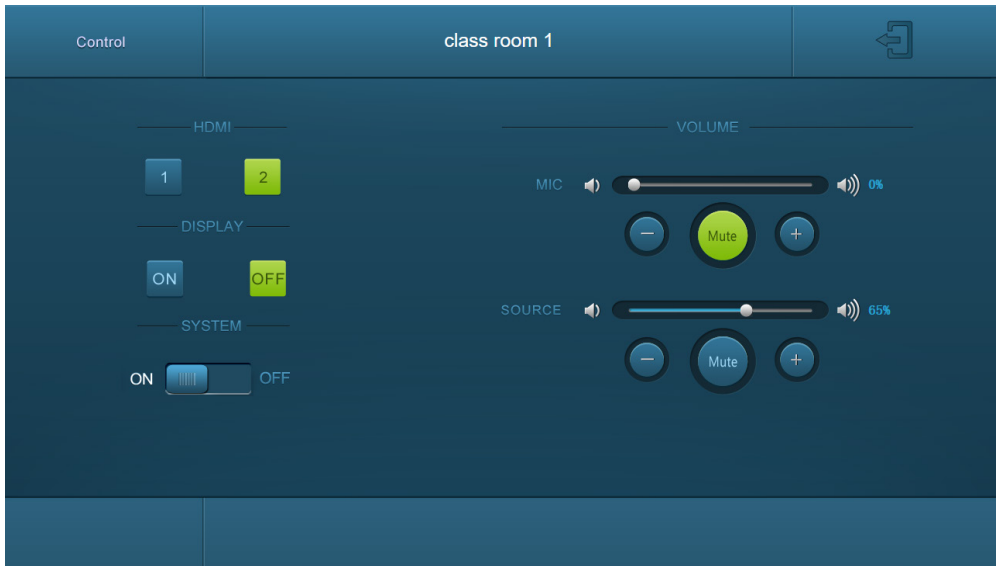 Control
class room 1
HDMI
1 2
DISPLAY
ON OFF
SYSTEM
ON OFF
VOLUME
MIC 0%
− Mute +
SOURCE 65%
− Mute +